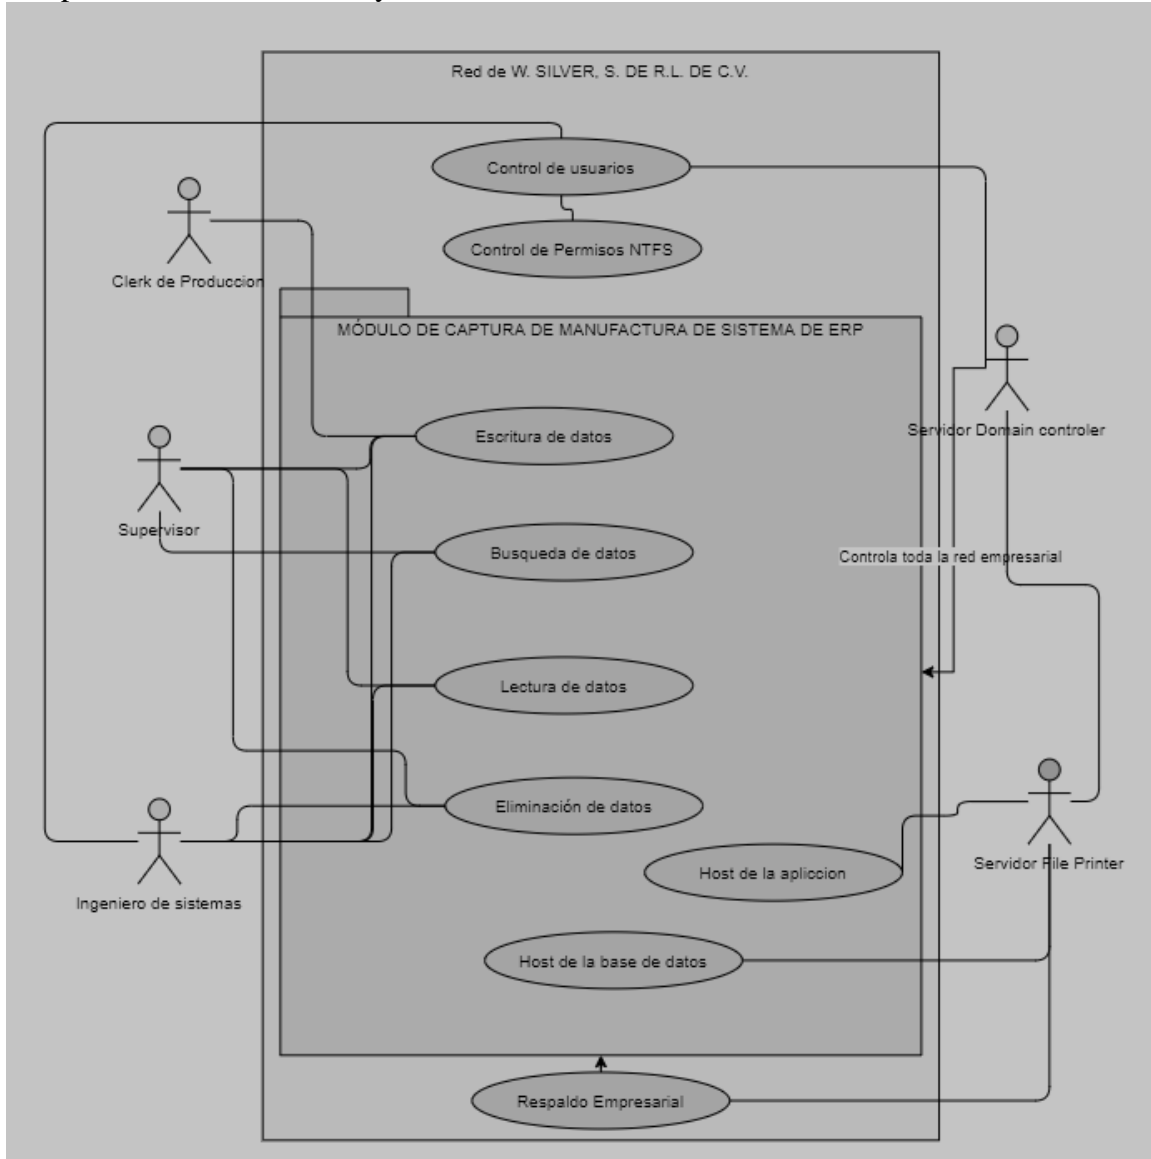 Red de W. SILVER, S. DE R.L. DE C.V.
Control de usuarios
Control de Permisos NTFS
Clerk de Produccion
MÓDULO DE CAPTURA DE MANUFACTURA DE SISTEMA DE ERP
Servidor Domain controler
Escritura de datos
Supervisor
Busqueda de datos
Controla toda la red empresarial
Lectura de datos
Eliminación de datos
Host de la apliccion
Servidor File Printer
Ingeniero de sistemas
Host de la base de datos
Respaldo Empresarial